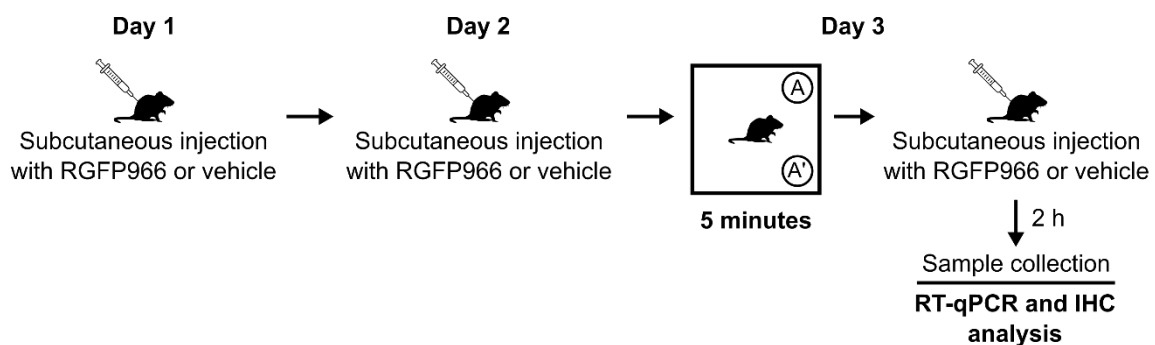 Day 1
Subcutaneous injection
with RGFP966 or vehicle
Day 2
Subcutaneous injection
with RGFP966 or vehicle
Day 3
A
A'
5 minutes
Subcutaneous injection
with RGFP966 or vehicle
2 h
Sample collection
RT-qPCR and IHC
analysis